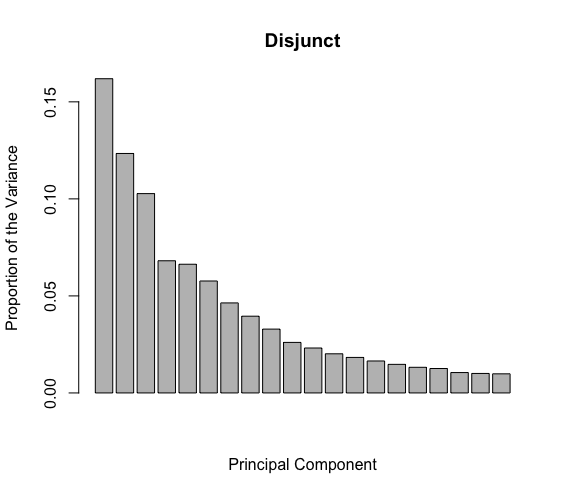 Disjunct
Proportion of the Variance
0.15
0.10
0.05
0.00
Principal Component